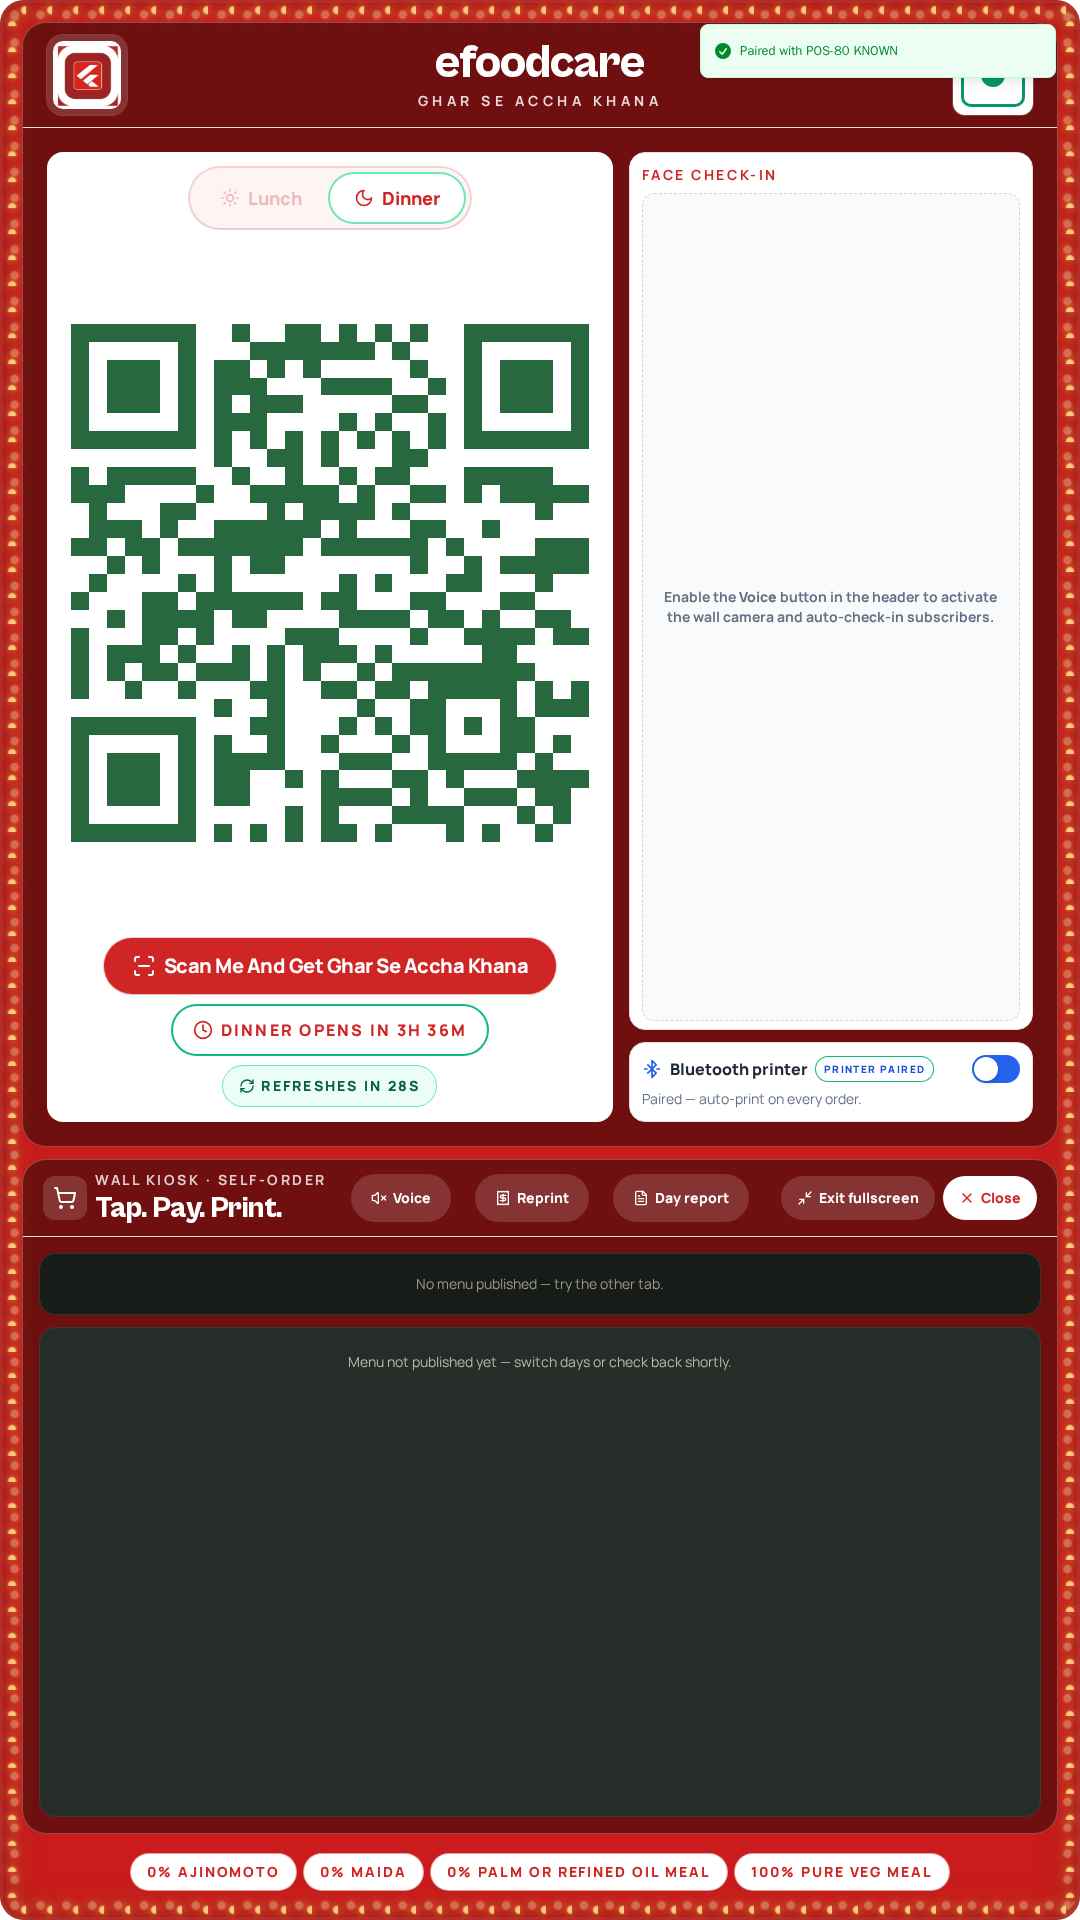 efoodcare
GHAR SE ACCHA KHANA
Paired with POS-80 KNOWN
Lunch
Dinner
Scan Me And Get Ghar Se Accha Khana
DINNER OPENS IN 3H 36M
REFRESHES IN 28S
FACE CHECK-IN
Enable the Voice button in the header to activate
the wall camera and auto-check-in subscribers.
Bluetooth printer
PRINTER PAIRED
Paired — auto-print on every order.
WALL KIOSK · SELF-ORDER
Tap. Pay. Print.
Voice
Reprint
Day report
Exit fullscreen
Close
No menu published — try the other tab.
Menu not published yet — switch days or check back shortly.
0% AJINOMOTO
0% MAIDA
0% PALM OR REFINED OIL MEAL
100% PURE VEG MEAL